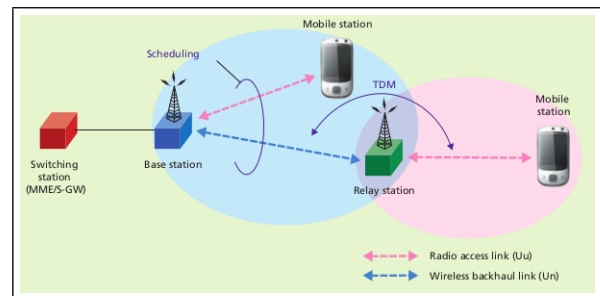 Mobile station
Scheduling
TDM
Mobile
station
Switching
station
(MME/S-GW)
Base station
Relay station
Radio access link (Uu)
Wireless backhaul link (Un)